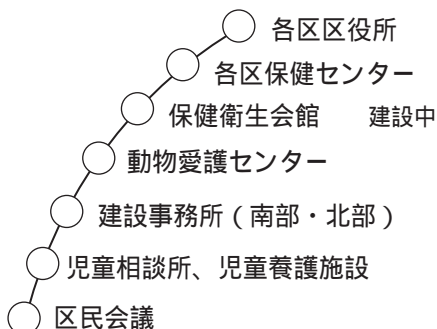 各区区役所
各区保健センター
保健衛生会館 建設中
動物愛護センター
建設事務所（南部・北部）
児童相談所、児童養護施設
区民会議